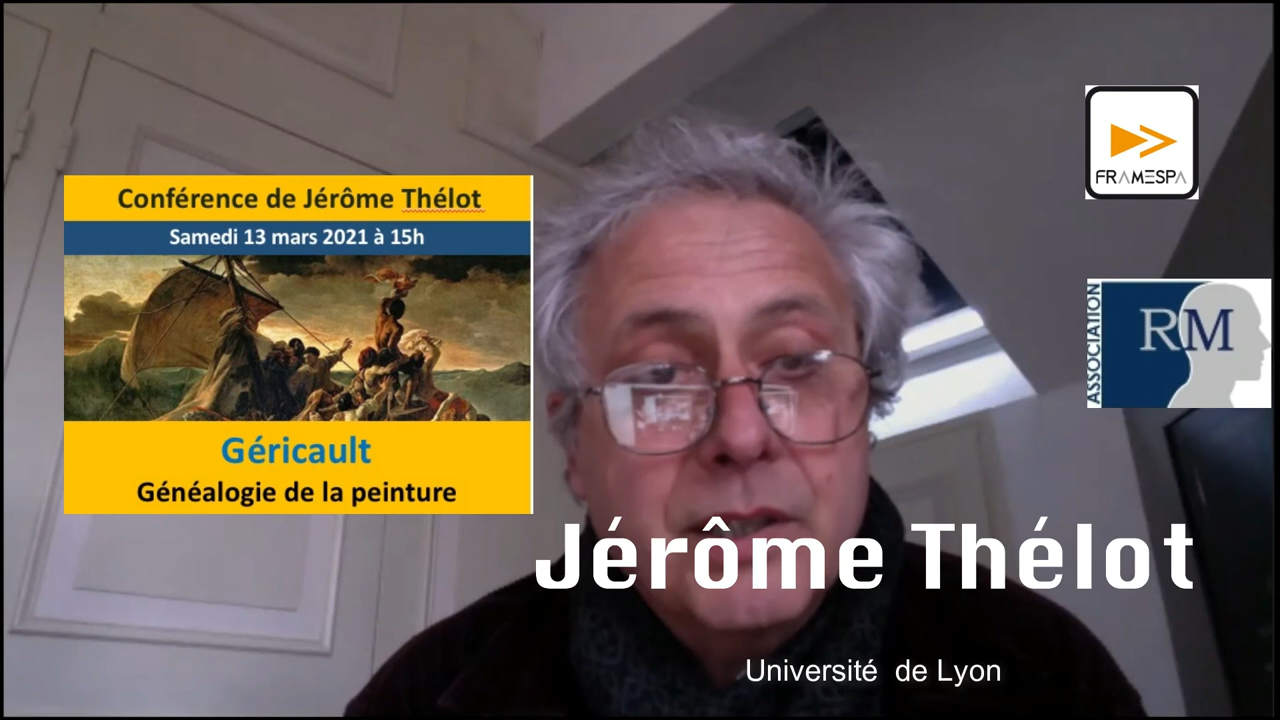 Conférence de Jérôme Thélot
Samedi 13 mars 2021 à 15h
Géricault
Généalogie de la peinture
FRAMESPA
ASSOCIATION
RM
Jérôme Thélot
Université de Lyon